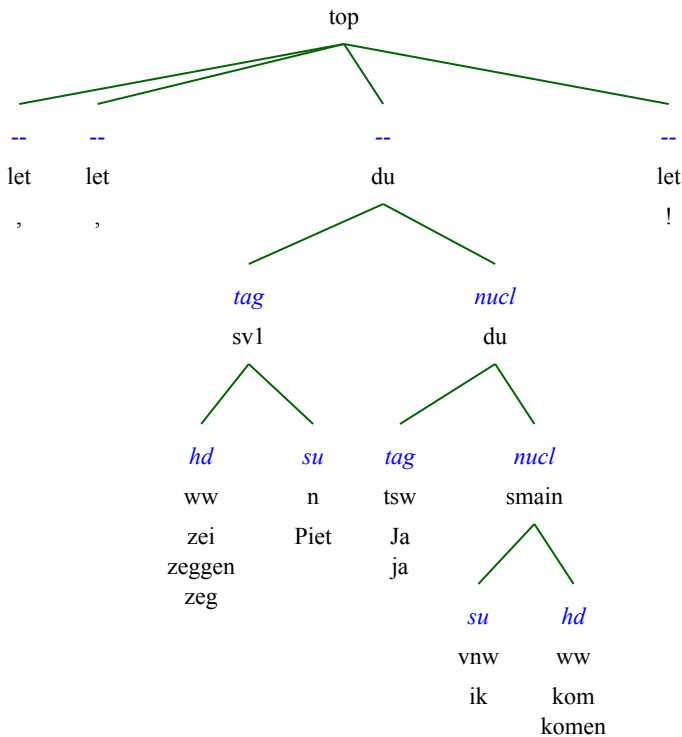 top
-- -- -- --
let let du let
, , !
tag nucl
sv1 du
hd su tag nucl
ww n tsw smain
zei Piet Ja
zeggen ja
zeg
su hd
vnw ww
ik kom
komen